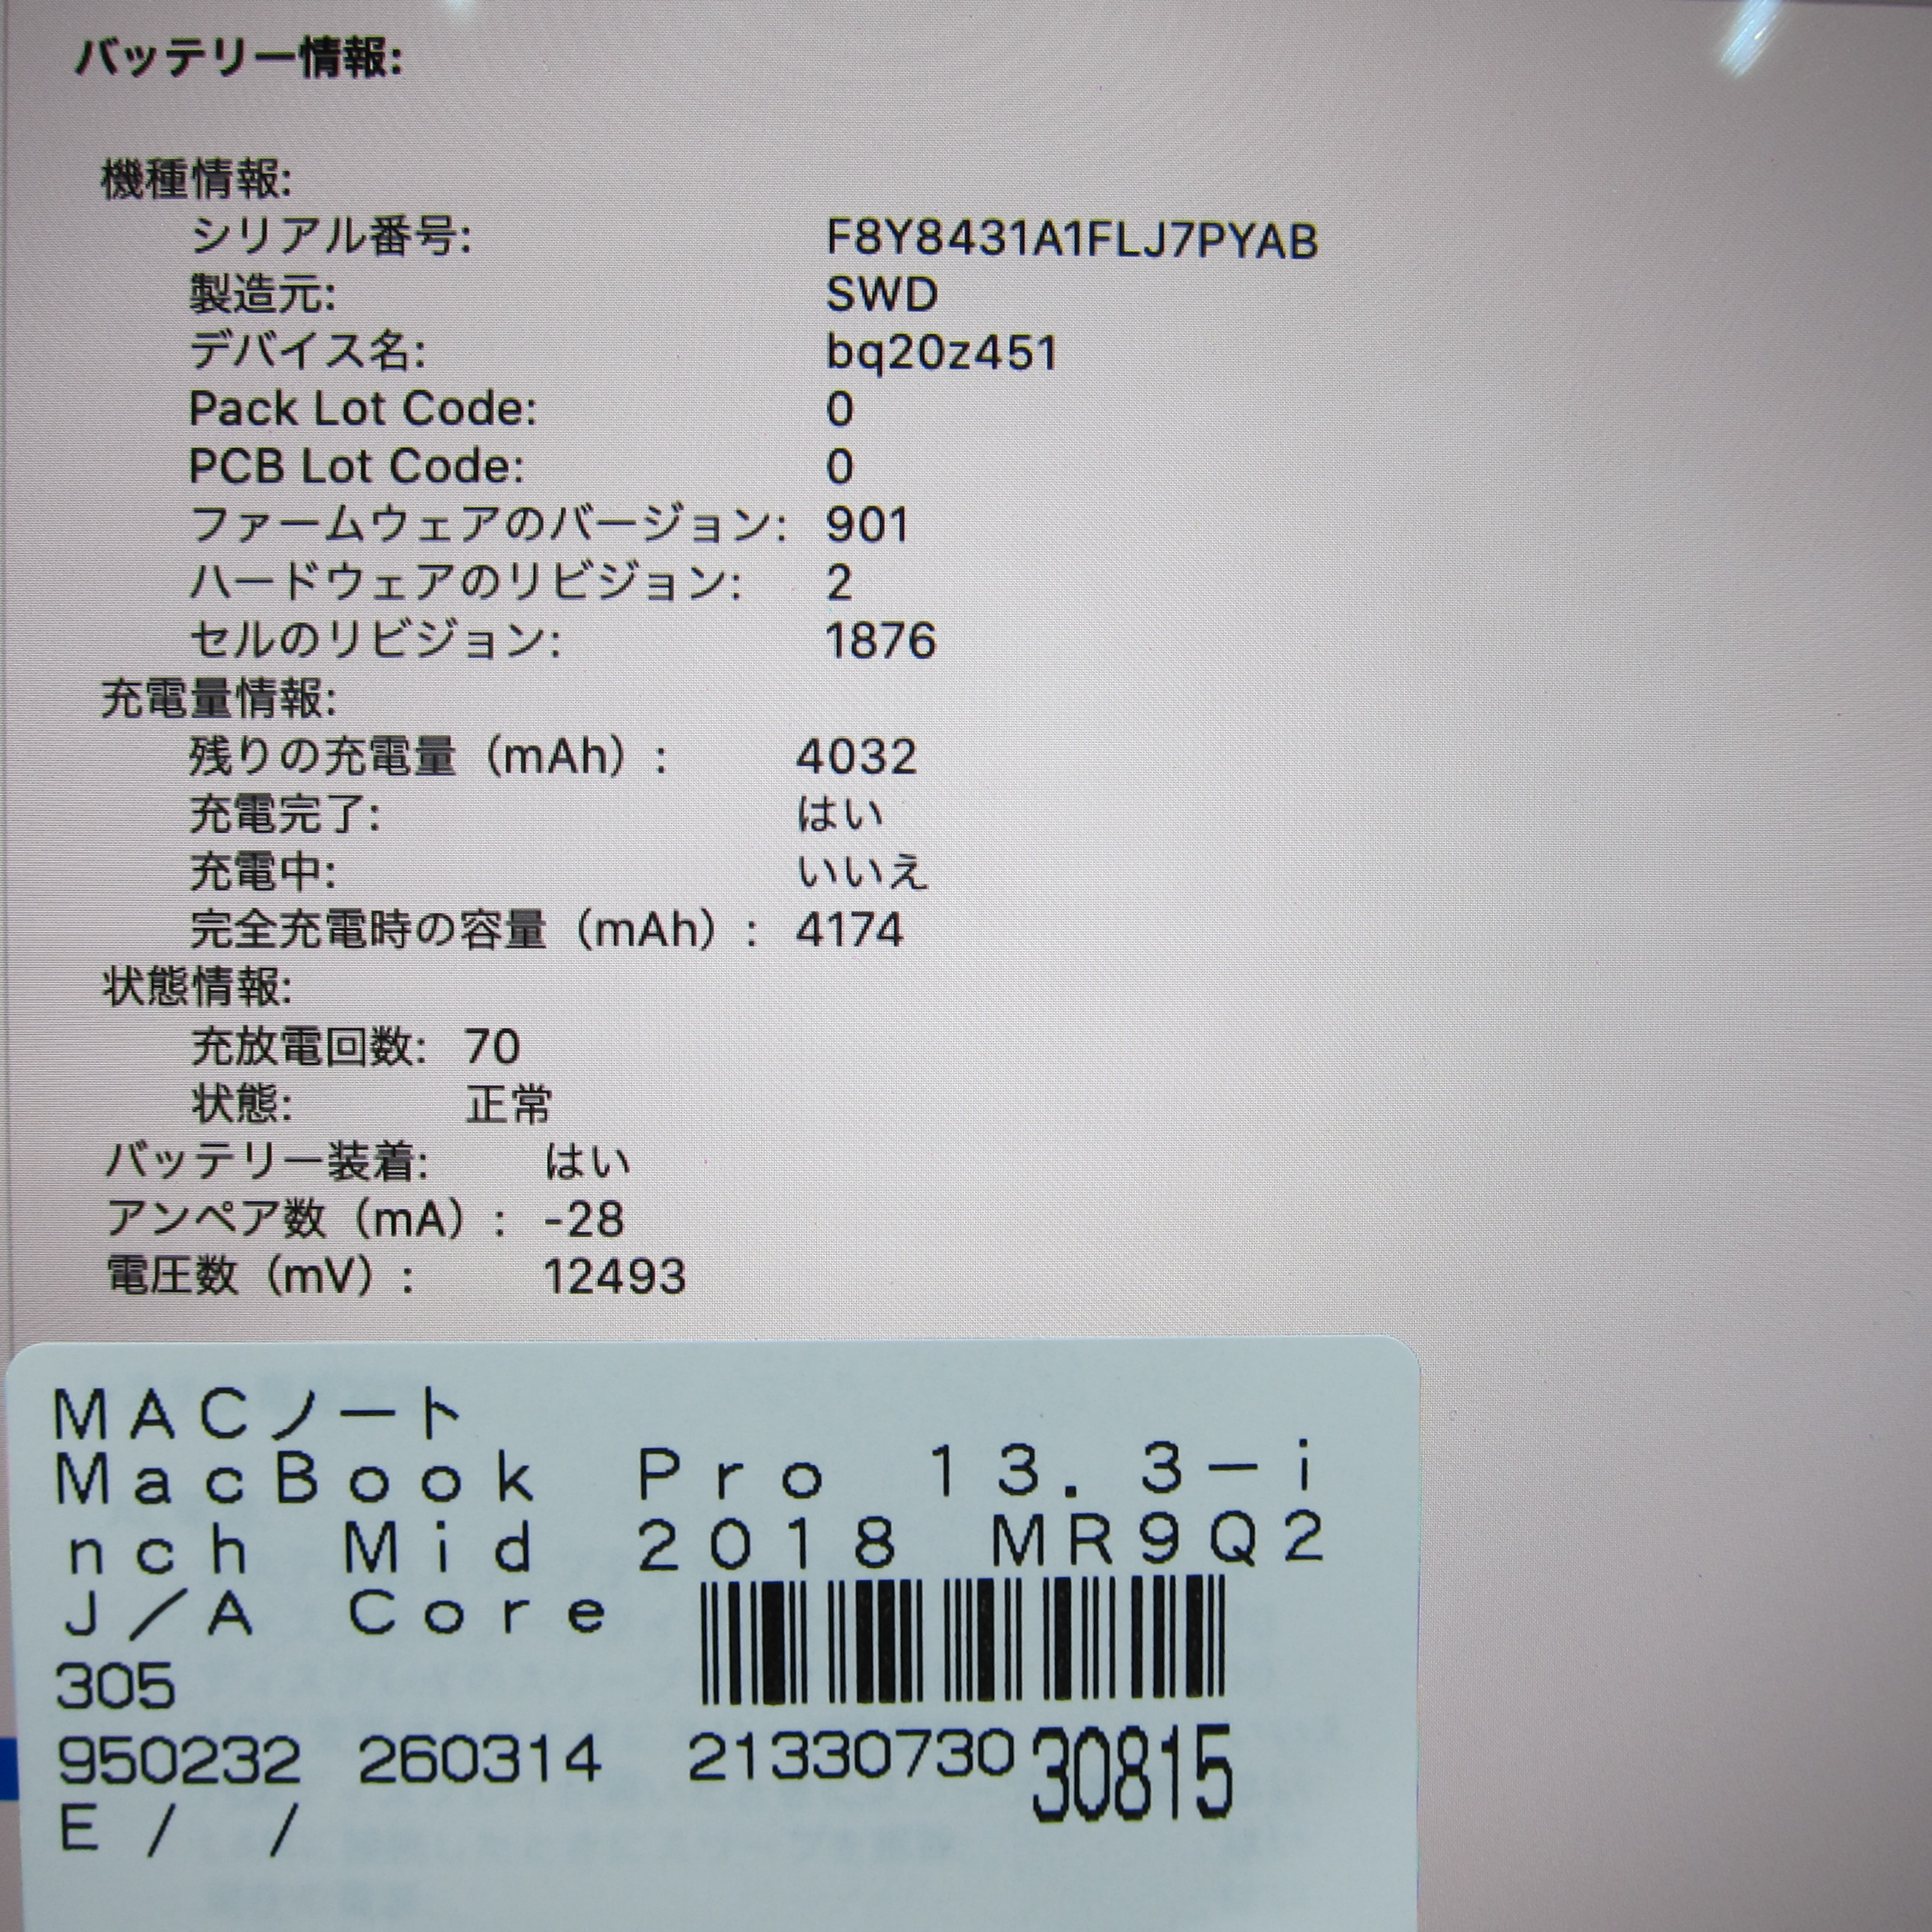 バッテリー情報:
機種情報:
シリアル番号: F8Y8431A1FLJ7PYAB
製造元: SWD
デバイス名: bq20z451
Pack Lot Code: 0
PCB Lot Code: 0
ファームウェアのバージョン: 901
ハードウェアのリビジョン: 2
セルのリビジョン: 1876
充電量情報:
残りの充電量（mAh）: 4032
充電完了: はい
充電中: いいえ
完全充電時の容量（mAh）: 4174
状態情報:
充放電回数: 70
状態: 正常
バッテリー装着: はい
アンペア数（mA）: -28
電圧数（mV）: 12493
MACノート
MacBook Pro 13.3-i
nch Mid 2018 MR9Q2
J/A Core
305
950232 260314 21330730 30815
E / /